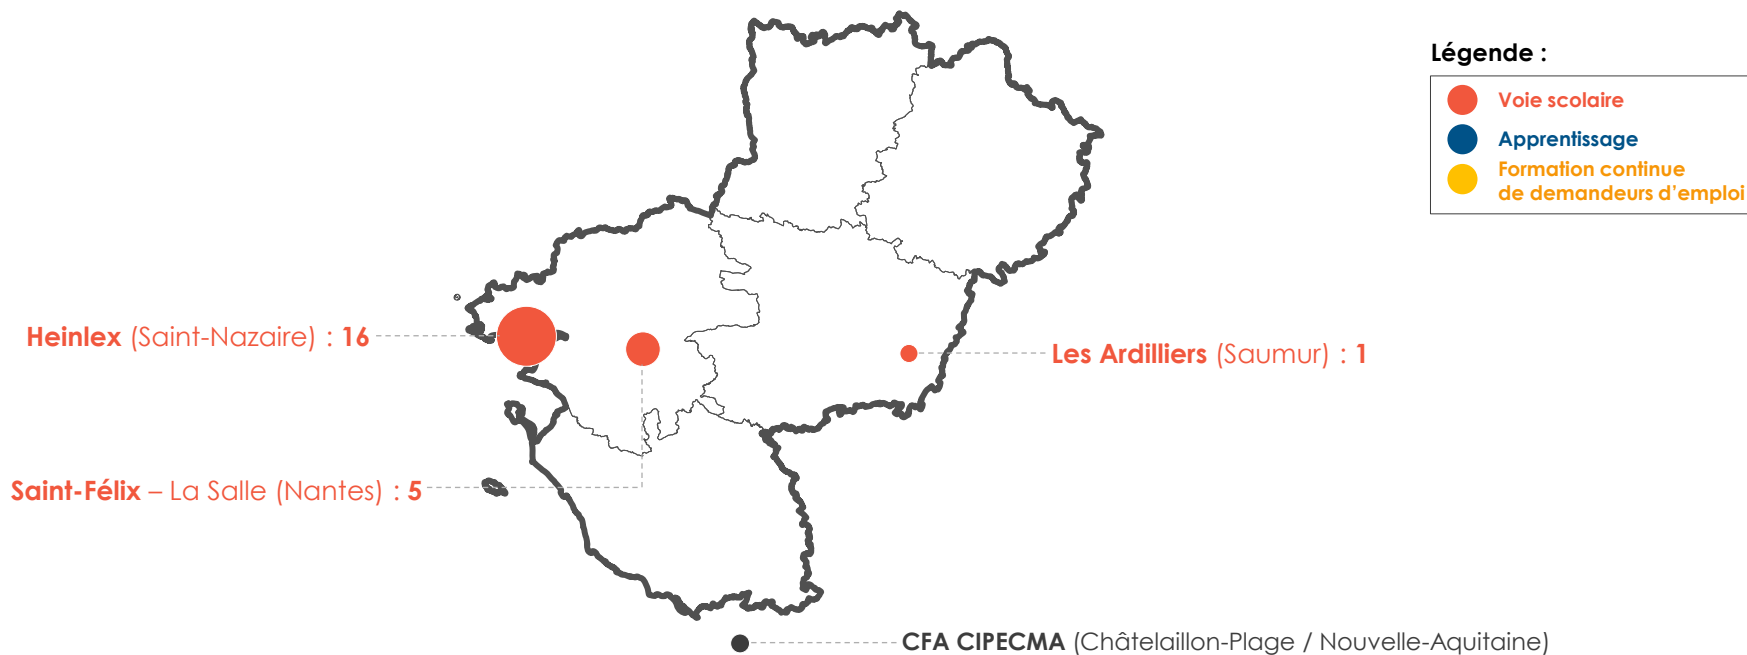 Légende :
Voie scolaire
Apprentissage
Formation continue
de demandeurs d'emploi
Heinlex (Saint-Nazaire) : 16
Les Ardilliers (Saumur) : 1
Saint-Félix – La Salle (Nantes) : 5
CFA CIPECMA (Châtelaillon-Plage / Nouvelle-Aquitaine)